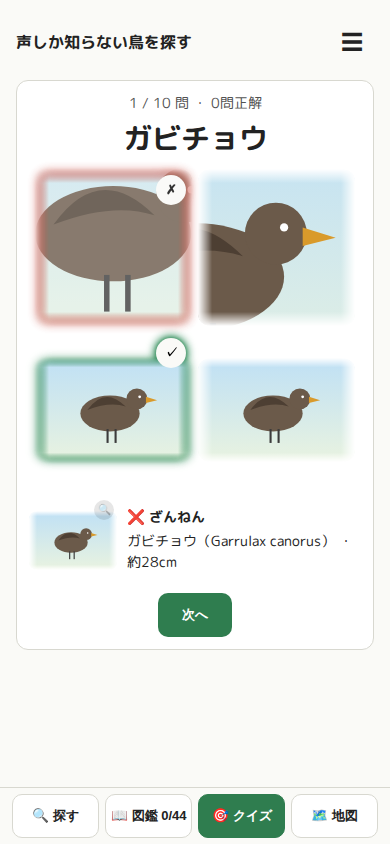 声しか知らない鳥を探す
1 / 10 問 · 0問正解
ガビチョウ
✗
✓
❌ ざんねん
ガビチョウ（Garrulax canorus） ·
約28cm
次へ
🔍 探す
📖 図鑑 0/44
🎯 クイズ
🗺️ 地図